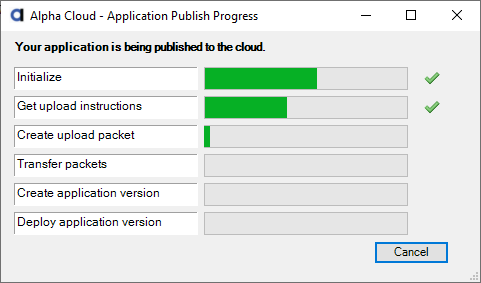 Alpha Cloud - Application Publish Progress
Your application is being published to the cloud.
Initialize
Get upload instructions
Create upload packet
Transfer packets
Create application version
Deploy application version
Cancel